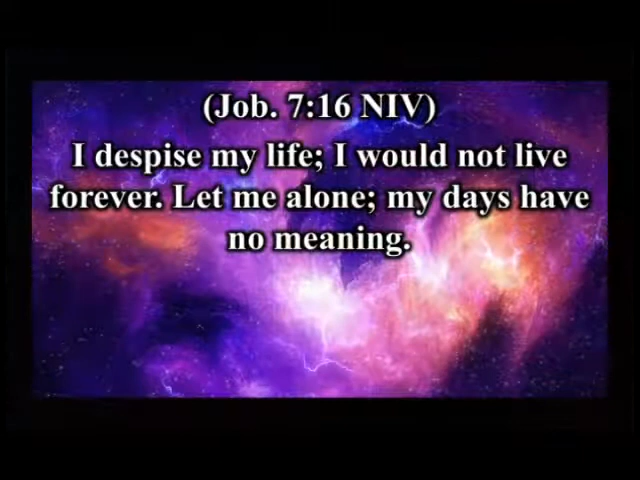 (Job. 7:16 NIV)
I despise my life; I would not live
forever. Let me alone; my days have
no meaning.